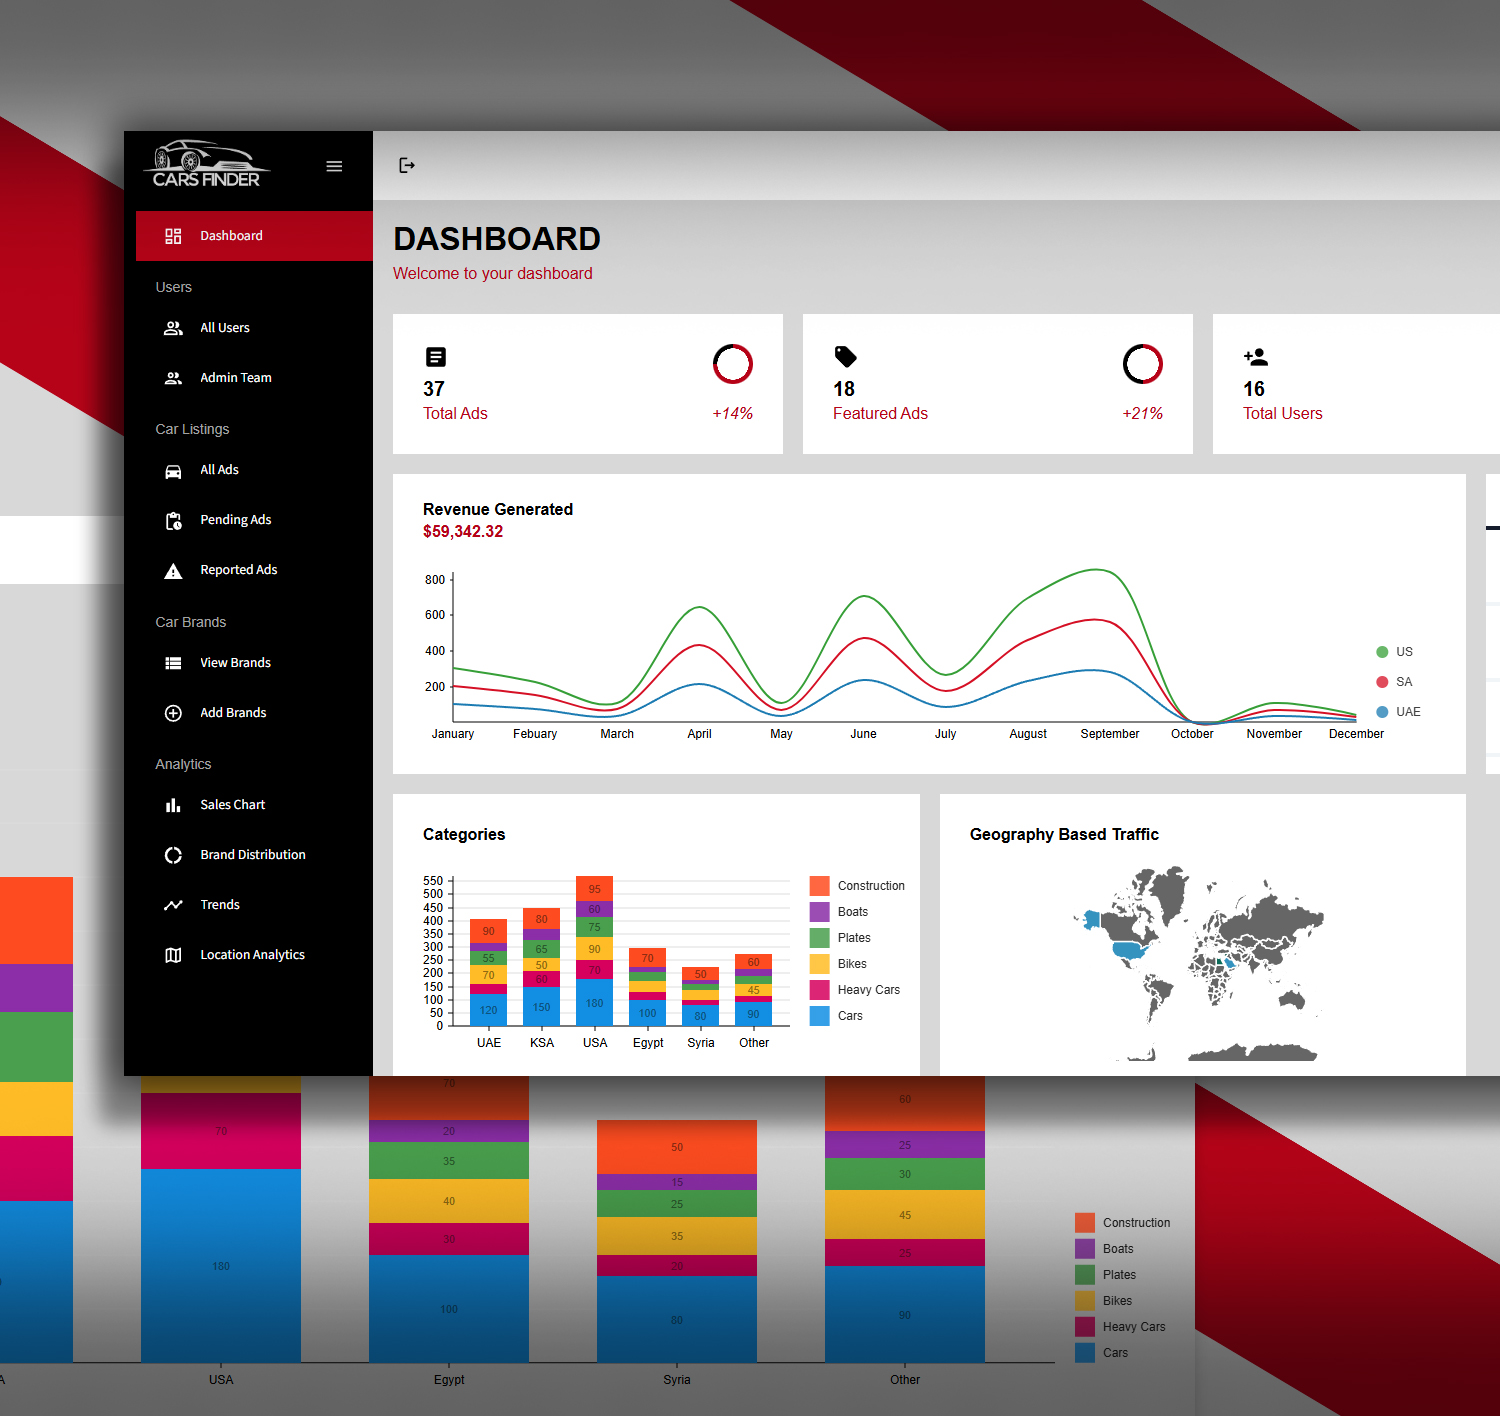 CARS FINDER
Dashboard
Users
All Users
Admin Team
Car Listings
All Ads
Pending Ads
Reported Ads
Car Brands
View Brands
Add Brands
Analytics
Sales Chart
Brand Distribution
Trends
Location Analytics
DASHBOARD
Welcome to your dashboard
37
Total Ads
+14%
18
Featured Ads
+21%
16
Total Users
Revenue Generated
$59,342.32
800
600
400
200
January Febuary March April May June July August September October November December
US
SA
UAE
Categories
550
500
450
400
350
300
250
200
150
100
50
0
90
55
70
120
80
65
50
60
150
95
60
75
90
70
180
70
100
50
80
60
45
90
UAE KSA USA Egypt Syria Other
Construction
Boats
Plates
Bikes
Heavy Cars
Cars
Geography Based Traffic
70
180
70
20
35
40
30
100
50
15
25
35
20
80
60
25
30
45
25
90
Construction
Boats
Plates
Bikes
Heavy Cars
Cars
A USA Egypt Syria Other